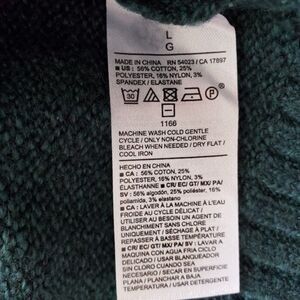 L
G
MADE IN CHINA RN 54023 / CA 17897
■ US : 56% COTTON, 25%
POLYESTER, 16% NYLON, 3%
SPANDEX / ELASTANE
30
P
1166
MACHINE WASH COLD GENTLE
CYCLE / ONLY NON-CHLORINE
BLEACH WHEN NEEDED / DRY FLAT /
COOL IRON
HECHO EN CHINA
■ CA : 56% COTON, 25%
POLYESTER, 16% NYLON, 3%
ÉLASTHANNE ■ CR/ EC/ GT/ MX/ PA/
SV : 56% algodón, 25% poliéster, 16%
poliamida, 3% elastano
■ CA : LAVER À LA MACHINE À L'EAU
FROIDE AU CYCLE DÉLICAT /
UTILISER AU BESOIN UN AGENT DE
BLANCHIMENT SANS CHLORE
UNIQUEMENT / SÉCHAGE À PLAT /
REPASSER À BASSE TEMPÉRATURE
■ CR/ EC/ GT/ MX/ PA/ SV : LAVAR A
MAQUINA CON AGUA FRIA CICLO
DELICADO / USAR BLANQUEADOR
SIN CLORO CUANDO SEA
NECESARIO / SECAR EN SUPERFICIE
PLANA / PLANCHAR A BAJA
TEMPERATURA / USAR DETERGENTE